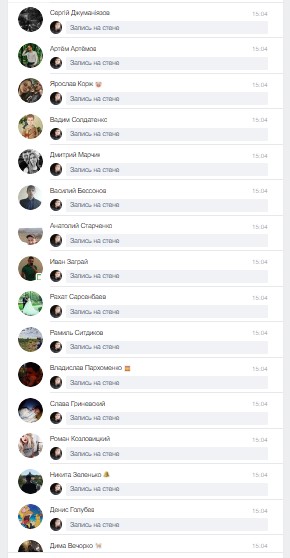 Сергій Джуманіязов
15:04
Запись на стене
Артём Артёмов
15:04
Запись на стене
Ярослав Корж
15:04
Запись на стене
Вадим Солдатенко
15:04
Запись на стене
Дмитрий Марчик
15:04
Запись на стене
Василий Бессонов
15:04
Запись на стене
Анатолий Старченко
15:04
Запись на стене
Иван Заграй
15:04
Запись на стене
Рахат Сарсенбаев
15:04
Запись на стене
Рамиль Ситдиков
15:04
Запись на стене
Владислав Пархоменко
15:04
Запись на стене
Слава Гриневский
15:04
Запись на стене
Роман Козловицкий
15:04
Запись на стене
Никита Зеленько
15:04
Запись на стене
Денис Голубев
15:04
Запись на стене
Дима Вечорко
15:04